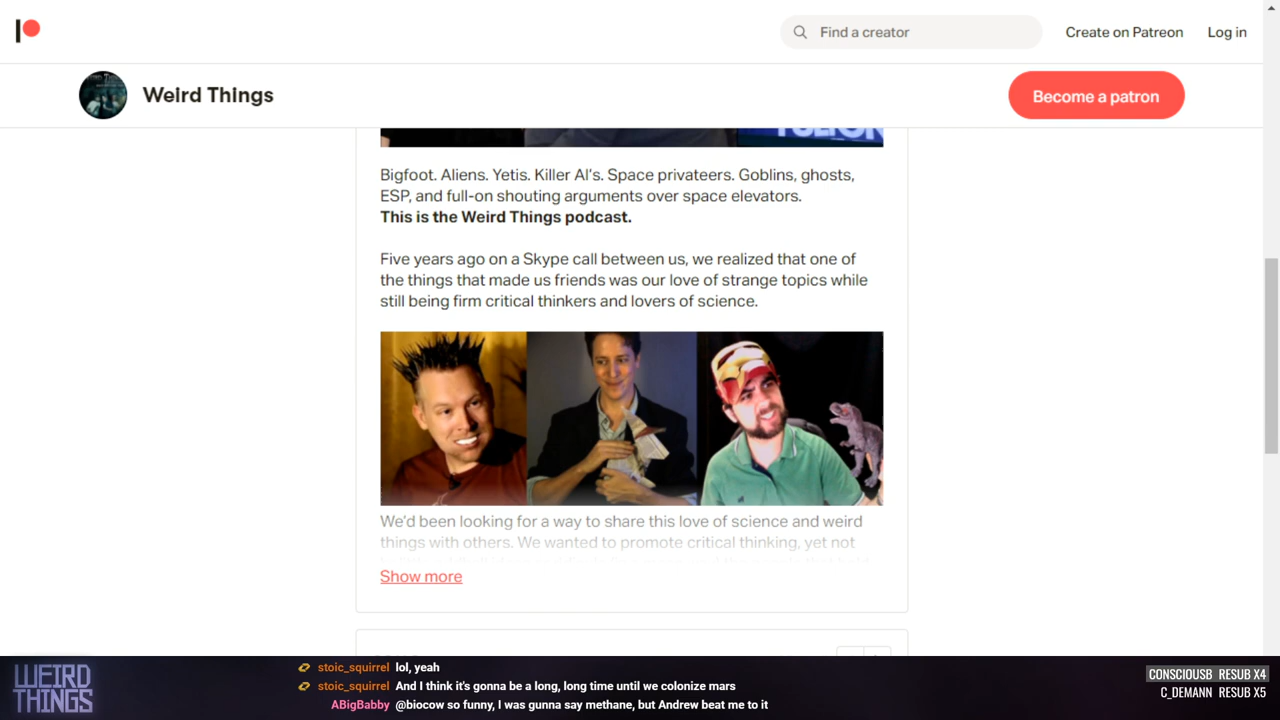 Find a creator
Create on Patreon
Log in
Weird Things
Become a patron
Bigfoot. Aliens. Yetis. Killer AI's. Space privateers. Goblins, ghosts,
ESP, and full-on shouting arguments over space elevators.
This is the Weird Things podcast.
Five years ago on a Skype call between us, we realized that one of
the things that made us friends was our love of strange topics while
still being firm critical thinkers and lovers of science.
We'd been looking for a way to share this love of science and weird
things with others. We wanted to promote critical thinking, yet not
Show more
WEIRD
THINGS
stoic_squirrel lol, yeah
stoic_squirrel And I think it's gonna be a long, long time until we colonize mars
ABigBabby @biocow so funny, I was gunna say methane, but Andrew beat me to it
CONSCIOUSB RESUB X4
C_DEMANN RESUB X5